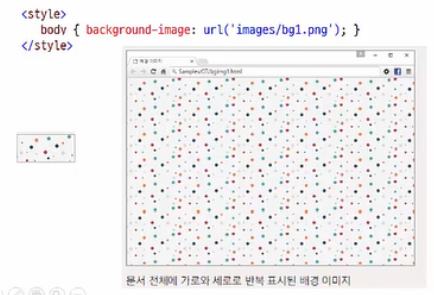 <style>
body { background-image: url('images/bg1.png'); }
</style>
배경 이미지
Samples/07/bgimg1.html
문서 전체에 가로와 세로로 반복 표시된 배경 이미지